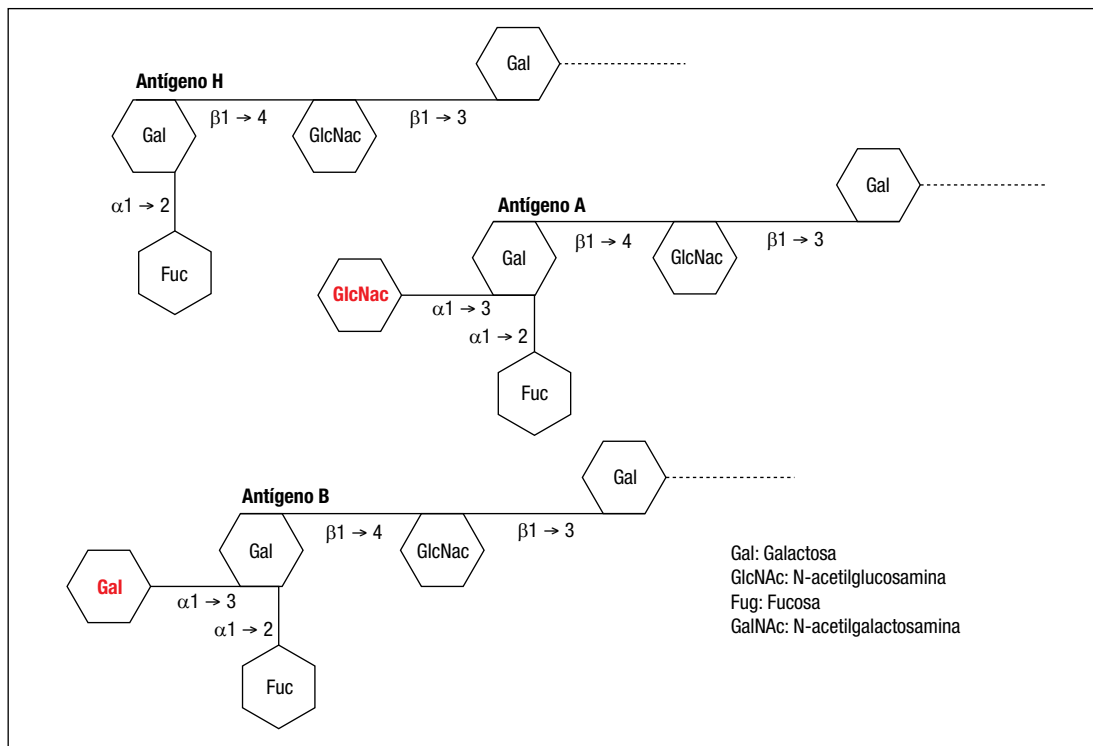 Gal
Antígeno H
β1 → 4
β1 → 3
Gal
GlcNac
α1 → 2
Fuc
Gal
Antígeno A
β1 → 4
β1 → 3
Gal
GlcNac
GlcNac
α1 → 3
α1 → 2
Fuc
Gal
Antígeno B
β1 → 4
β1 → 3
Gal
GlcNac
Gal
α1 → 3
α1 → 2
Fuc
Gal: Galactosa
GlcNAc: N-acetilglucosamina
Fug: Fucosa
GalNAc: N-acetilgalactosamina